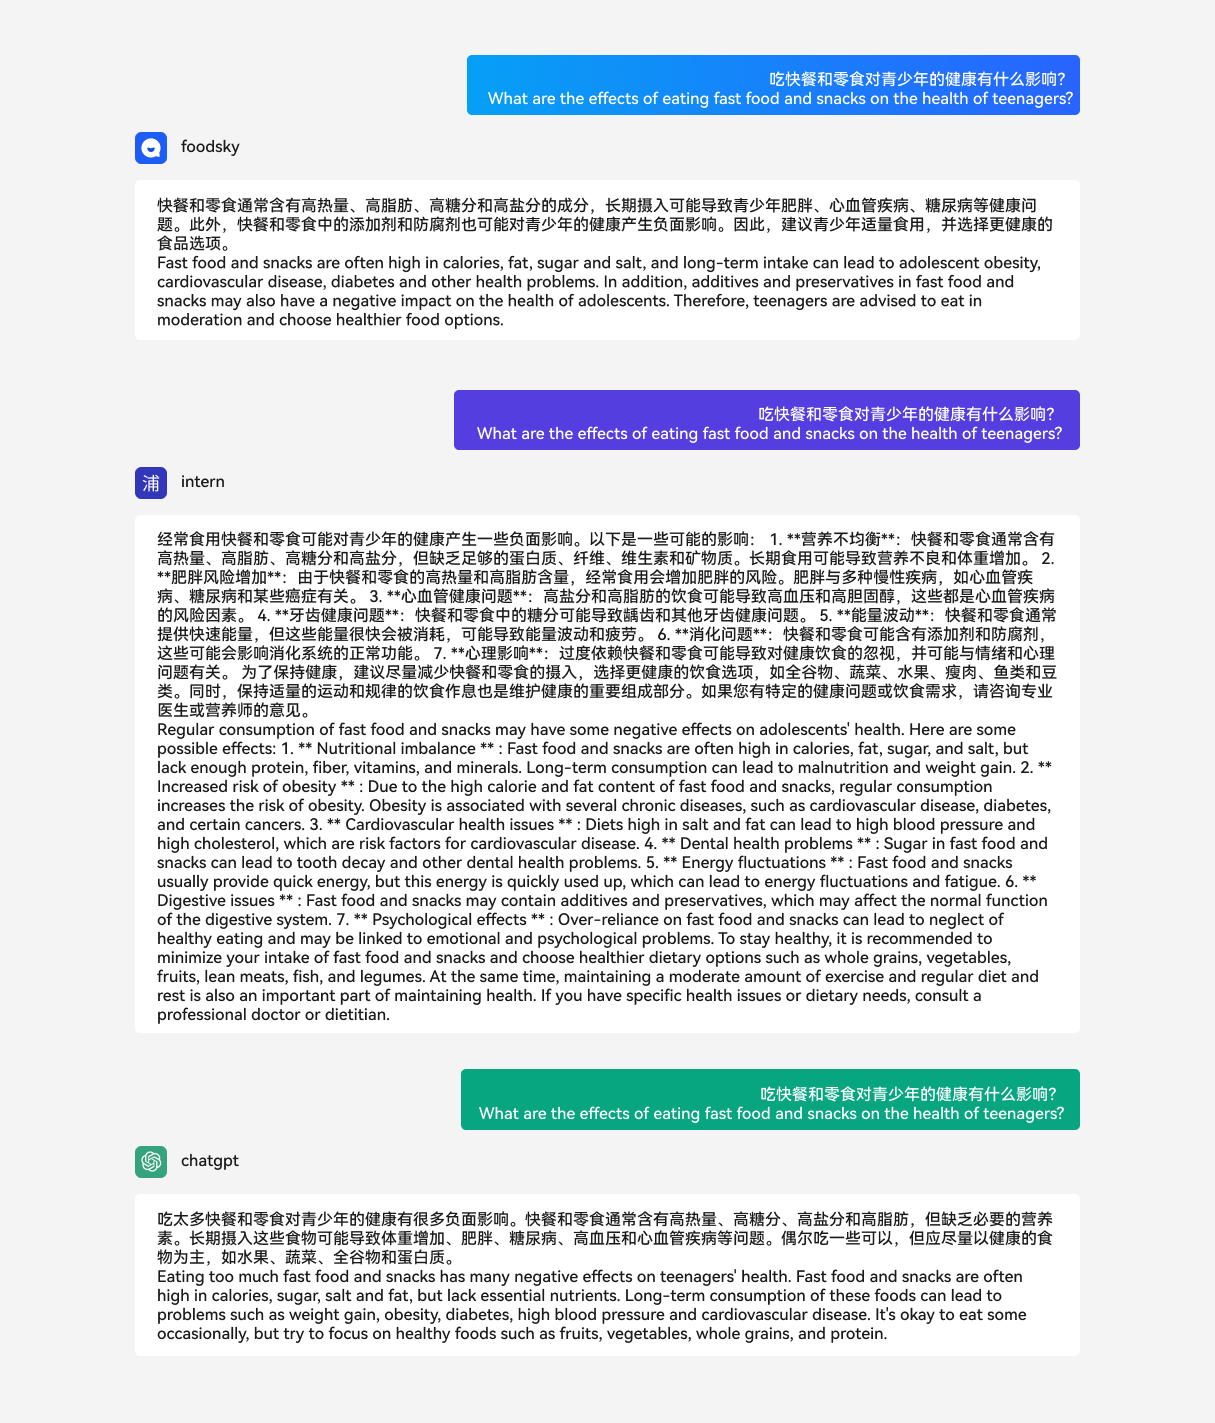 吃快餐和零食对青少年的健康有什么影响？
What are the effects of eating fast food and snacks on the health of teenagers?
foodsky
快餐和零食通常含有高热量、高脂肪、高糖分和高盐分的成分，长期摄入可能导致青少年肥胖、心血管疾病、糖尿病等健康问
题。此外，快餐和零食中的添加剂和防腐剂也可能对青少年的健康产生负面影响。因此，建议青少年适量食用，并选择更健康的
食品选项。
Fast food and snacks are often high in calories, fat, sugar and salt, and long-term intake can lead to adolescent obesity,
cardiovascular disease, diabetes and other health problems. In addition, additives and preservatives in fast food and
snacks may also have a negative impact on the health of adolescents. Therefore, teenagers are advised to eat in
moderation and choose healthier food options.
吃快餐和零食对青少年的健康有什么影响？
What are the effects of eating fast food and snacks on the health of teenagers?
浦 intern
经常食用快餐和零食可能对青少年的健康产生一些负面影响。以下是一些可能的影响： 1. **营养不均衡**：快餐和零食通常含有
高热量、高脂肪、高糖分和高盐分，但缺乏足够的蛋白质、纤维、维生素和矿物质。长期食用可能导致营养不良和体重增加。 2.
**肥胖风险增加**：由于快餐和零食的高热量和高脂肪含量，经常食用会增加肥胖的风险。肥胖与多种慢性疾病，如心血管疾
病、糖尿病和某些癌症有关。 3. **心血管健康问题**：高盐分和高脂肪的饮食可能导致高血压和高胆固醇，这些都是心血管疾病
的风险因素。 4. **牙齿健康问题**：快餐和零食中的糖分可能导致龋齿和其他牙齿健康问题。 5. **能量波动**：快餐和零食通常
提供快速能量，但这些能量很快会被消耗，可能导致能量波动和疲劳。 6. **消化问题**：快餐和零食可能含有添加剂和防腐剂，
这些可能会影响消化系统的正常功能。 7. **心理影响**：过度依赖快餐和零食可能导致对健康饮食的忽视，并可能与情绪和心理
问题有关。 为了保持健康，建议尽量减少快餐和零食的摄入，选择更健康的饮食选项，如全谷物、蔬菜、水果、瘦肉、鱼类和豆
类。同时，保持适量的运动和规律的饮食作息也是维护健康的重要组成部分。如果您有特定的健康问题或饮食需求，请咨询专业
医生或营养师的意见。
Regular consumption of fast food and snacks may have some negative effects on adolescents' health. Here are some
possible effects: 1. ** Nutritional imbalance ** : Fast food and snacks are often high in calories, fat, sugar, and salt, but
lack enough protein, fiber, vitamins, and minerals. Long-term consumption can lead to malnutrition and weight gain. 2. **
Increased risk of obesity ** : Due to the high calorie and fat content of fast food and snacks, regular consumption
increases the risk of obesity. Obesity is associated with several chronic diseases, such as cardiovascular disease, diabetes,
and certain cancers. 3. ** Cardiovascular health issues ** : Diets high in salt and fat can lead to high blood pressure and
high cholesterol, which are risk factors for cardiovascular disease. 4. ** Dental health problems ** : Sugar in fast food and
snacks can lead to tooth decay and other dental health problems. 5. ** Energy fluctuations ** : Fast food and snacks
usually provide quick energy, but this energy is quickly used up, which can lead to energy fluctuations and fatigue. 6. **
Digestive issues ** : Fast food and snacks may contain additives and preservatives, which may affect the normal function
of the digestive system. 7. ** Psychological effects ** : Over-reliance on fast food and snacks can lead to neglect of
healthy eating and may be linked to emotional and psychological problems. To stay healthy, it is recommended to
minimize your intake of fast food and snacks and choose healthier dietary options such as whole grains, vegetables,
fruits, lean meats, fish, and legumes. At the same time, maintaining a moderate amount of exercise and regular diet and
rest is also an important part of maintaining health. If you have specific health issues or dietary needs, consult a
professional doctor or dietitian.
吃快餐和零食对青少年的健康有什么影响？
What are the effects of eating fast food and snacks on the health of teenagers?
chatgpt
吃太多快餐和零食对青少年的健康有很多负面影响。快餐和零食通常含有高热量、高糖分、高盐分和高脂肪，但缺乏必要的营养
素。长期摄入这些食物可能导致体重增加、肥胖、糖尿病、高血压和心血管疾病等问题。偶尔吃一些可以，但应尽量以健康的食
物为主，如水果、蔬菜、全谷物和蛋白质。
Eating too much fast food and snacks has many negative effects on teenagers' health. Fast food and snacks are often
high in calories, sugar, salt and fat, but lack essential nutrients. Long-term consumption of these foods can lead to
problems such as weight gain, obesity, diabetes, high blood pressure and cardiovascular disease. It's okay to eat some
occasionally, but try to focus on healthy foods such as fruits, vegetables, whole grains, and protein.